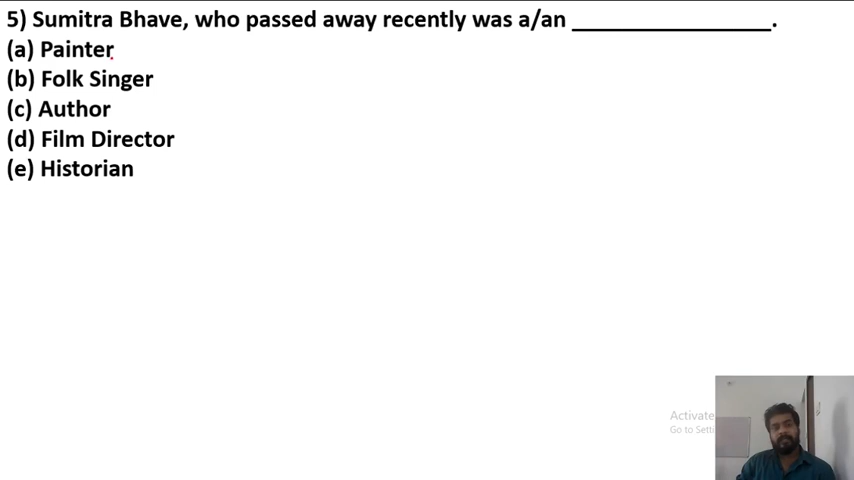 5) Sumitra Bhave, who passed away recently was a/an ________________.
(a) Painter
(b) Folk Singer
(c) Author
(d) Film Director
(e) Historian
Activate
Go to Setti